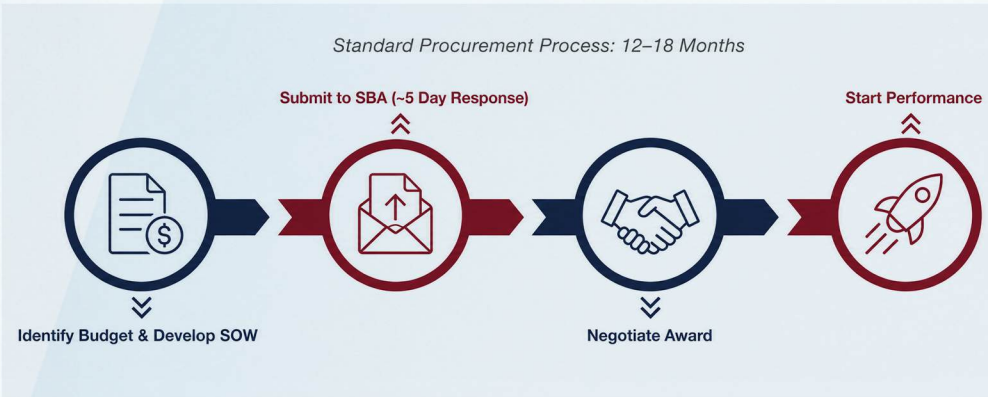 Standard Procurement Process: 12–18 Months
Submit to SBA (~5 Day Response)
Start Performance
$
Identify Budget & Develop SOW
Negotiate Award